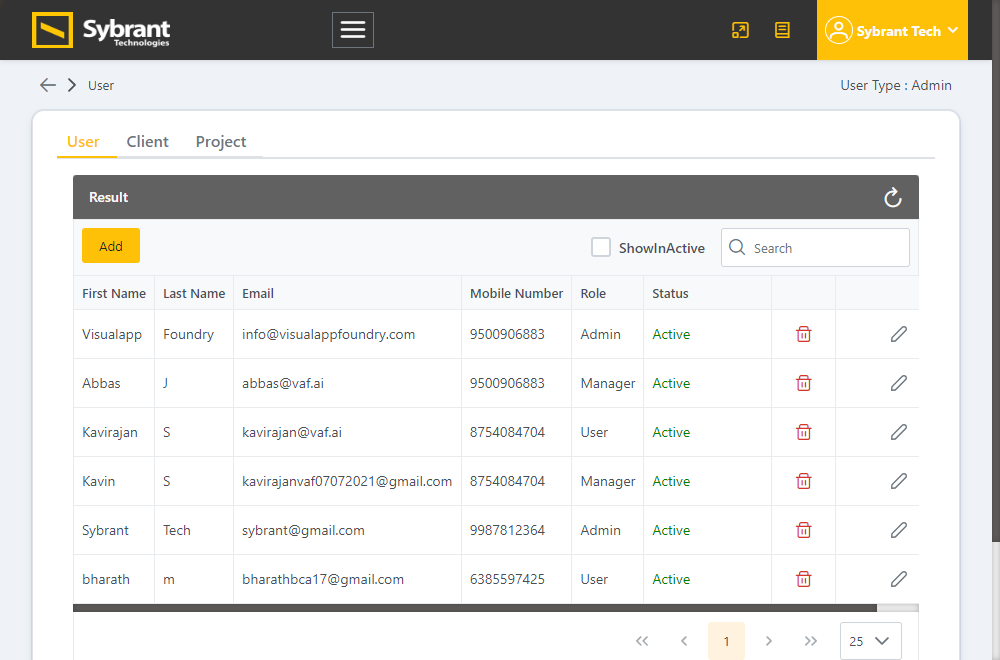 Sybrant
Technologies
Sybrant Tech
User
User Type : Admin
User Client Project
Result
Add
ShowInActive
Search
First Name Last Name Email Mobile Number Role Status
Visualapp Foundry info@visualappfoundry.com 9500906883 Admin Active
Abbas J abbas@vaf.ai 9500906883 Manager Active
Kavirajan S kavirajan@vaf.ai 8754084704 User Active
Kavin S kavirajanvaf07072021@gmail.com 8754084704 Manager Active
Sybrant Tech sybrant@gmail.com 9987812364 Admin Active
bharath m bharathbca17@gmail.com 6385597425 User Active
1
25